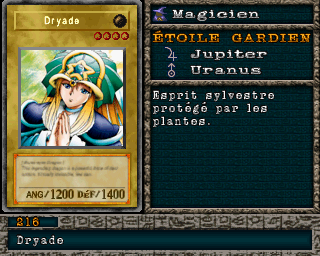 Dryade
ANG/1200 DéF/1400
Magicien
ÉTOILE GARDIEN
Jupiter
Uranus
Esprit sylvestre
protégé par les
plantes.
216
Dryade